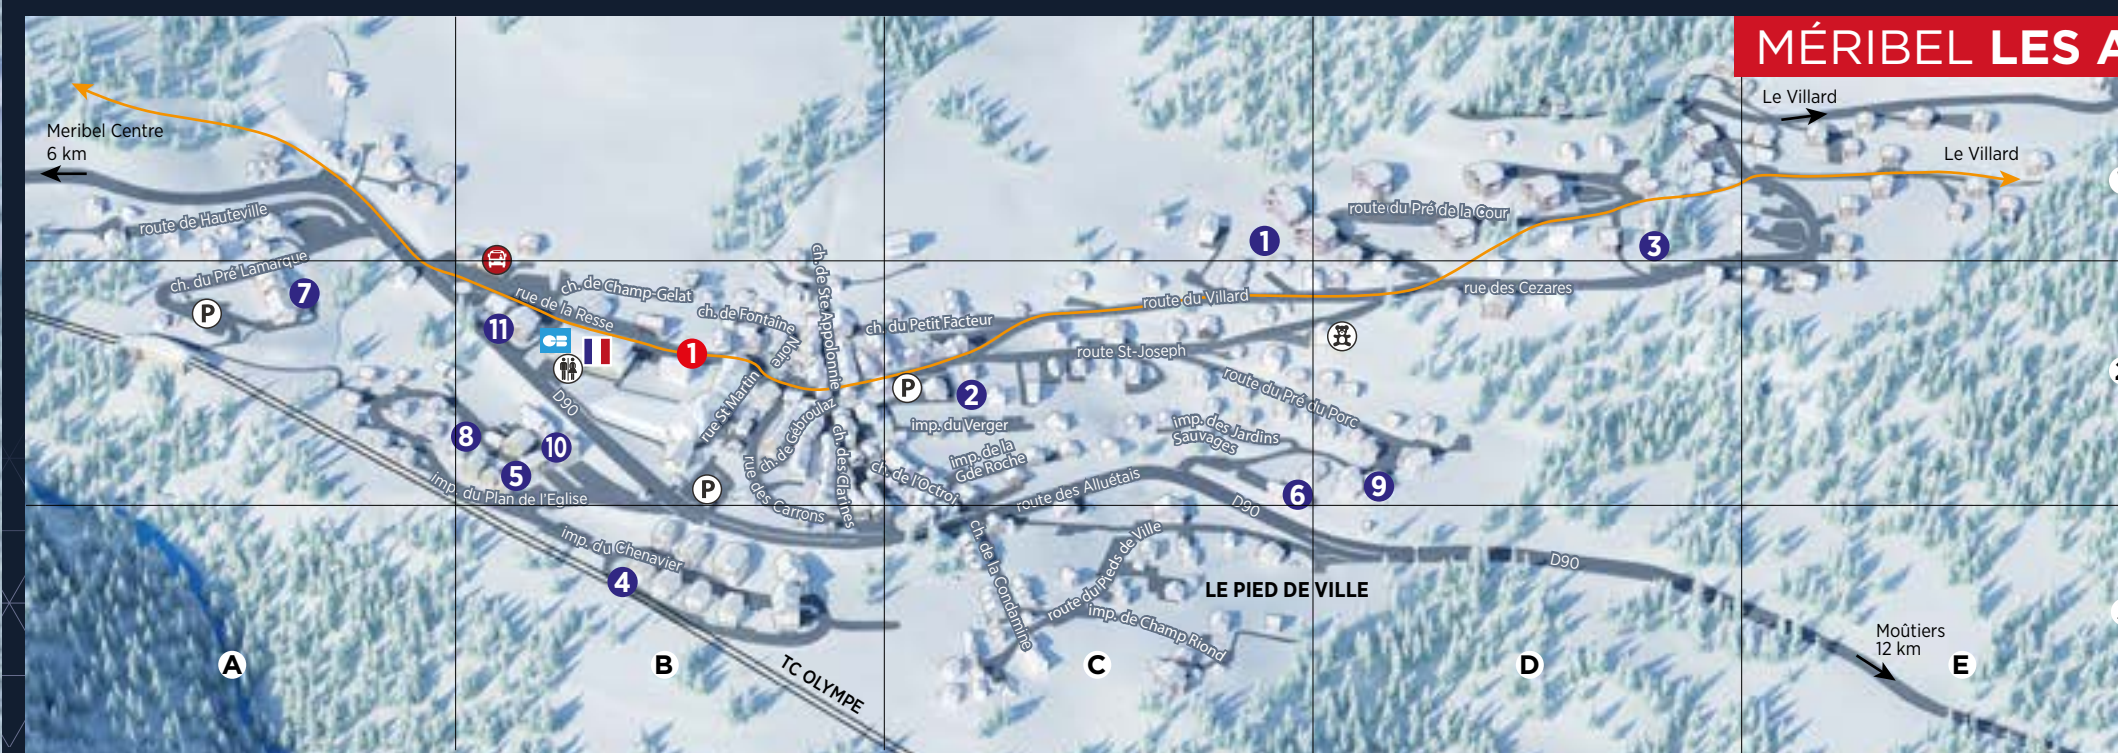 MÉRIBEL LES A
Le Villard
Meribel Centre
6 km
Le Villard
route de Hauteville
route du Pré de la Cour
1
3
ch. du Pré Lamarque
7
P
ch. de Champ-Gelat
rue de la Resse
ch. de Fontaine
Noire
ch. de Ste Appolonnie
11
1
ch. du Petit Facteur
route du Villard
rue des Cezares
route St-Joseph
P
2
route du Pré du Porc
D90
rue St Martin
ch. de Gébroulaz
ch. des Clarines
imp. du Verger
imp. des Jardins
Sauvages
imp. de la
Gde Roche
8
10
5
imp. du Plan de l'Eglise
P
rue des Carrons
ch. de l'Octroi
route des Alluétais
D90
6
9
imp. du Chenavier
4
ch. de la Condamine
route du Pieds de Ville
imp. de Champ Riond
LE PIED DE VILLE
D90
Moûtiers
12 km
TC OLYMPE
A
B
C
D
E